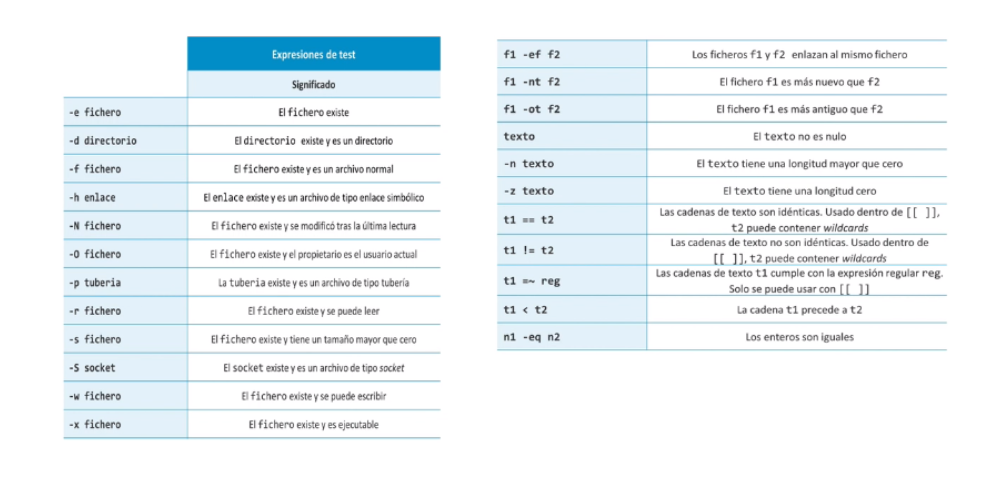 Expresiones de test
Significado
-e fichero El fichero existe
-d directorio El directorio existe y es un directorio
-f fichero El fichero existe y es un archivo normal
-h enlace El enlace existe y es un archivo de tipo enlace simbólico
-N fichero El fichero existe y se modificó tras la última lectura
-O fichero El fichero existe y el propietario es el usuario actual
-p tuberia La tuberia existe y es un archivo de tipo tubería
-r fichero El fichero existe y se puede leer
-s fichero El fichero existe y tiene un tamaño mayor que cero
-S socket El socket existe y es un archivo de tipo socket
-w fichero El fichero existe y se puede escribir
-x fichero El fichero existe y es ejecutable
f1 -ef f2 Los ficheros f1 y f2 enlazan al mismo fichero
f1 -nt f2 El fichero f1 es más nuevo que f2
f1 -ot f2 El fichero f1 es más antiguo que f2
texto El texto no es nulo
-n texto El texto tiene una longitud mayor que cero
-z texto El texto tiene una longitud cero
t1 == t2 Las cadenas de texto son idénticas. Usado dentro de [[ ]],
t2 puede contener wildcards
t1 != t2 Las cadenas de texto no son idénticas. Usado dentro de
[[ ]], t2 puede contener wildcards
t1 =~ reg Las cadenas de texto t1 cumple con la expresión regular reg.
Solo se puede usar con [[ ]]
t1 < t2 La cadena t1 precede a t2
n1 -eq n2 Los enteros son iguales